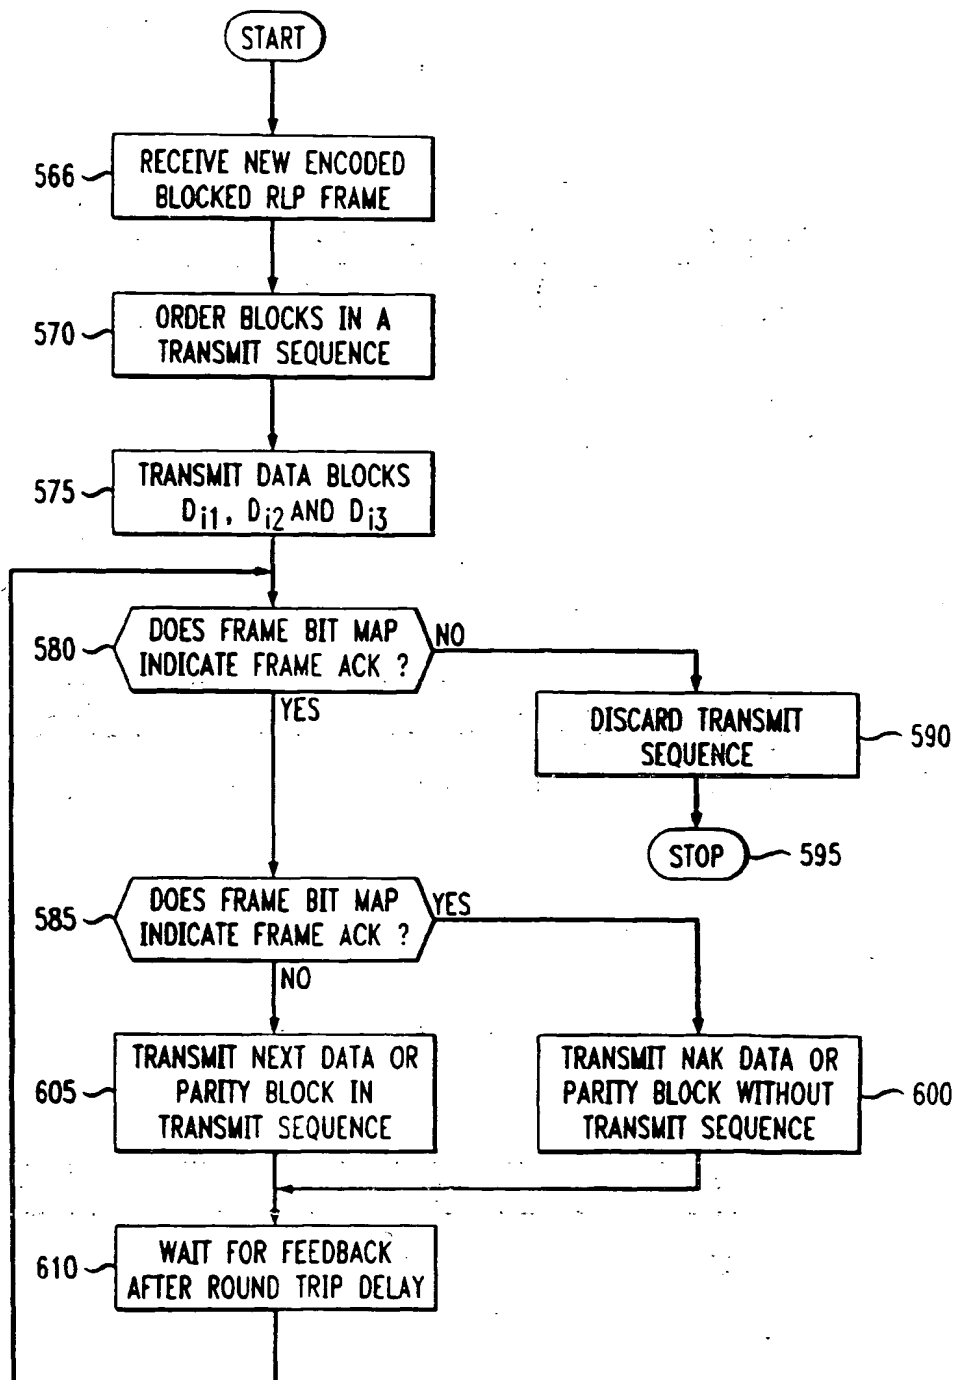 START
566
RECEIVE NEW ENCODED
BLOCKED RLP FRAME
570
ORDER BLOCKS IN A
TRANSMIT SEQUENCE
575
TRANSMIT DATA BLOCKS
Di1, Di2 AND Di3
580
DOES FRAME BIT MAP
INDICATE FRAME ACK ?
NO
YES
DISCARD TRANSMIT
SEQUENCE
590
STOP
595
585
DOES FRAME BIT MAP
INDICATE FRAME ACK ?
YES
NO
605
TRANSMIT NEXT DATA OR
PARITY BLOCK IN
TRANSMIT SEQUENCE
TRANSMIT NAK DATA OR
PARITY BLOCK WITHOUT
TRANSMIT SEQUENCE
600
610
WAIT FOR FEEDBACK
AFTER ROUND TRIP DELAY